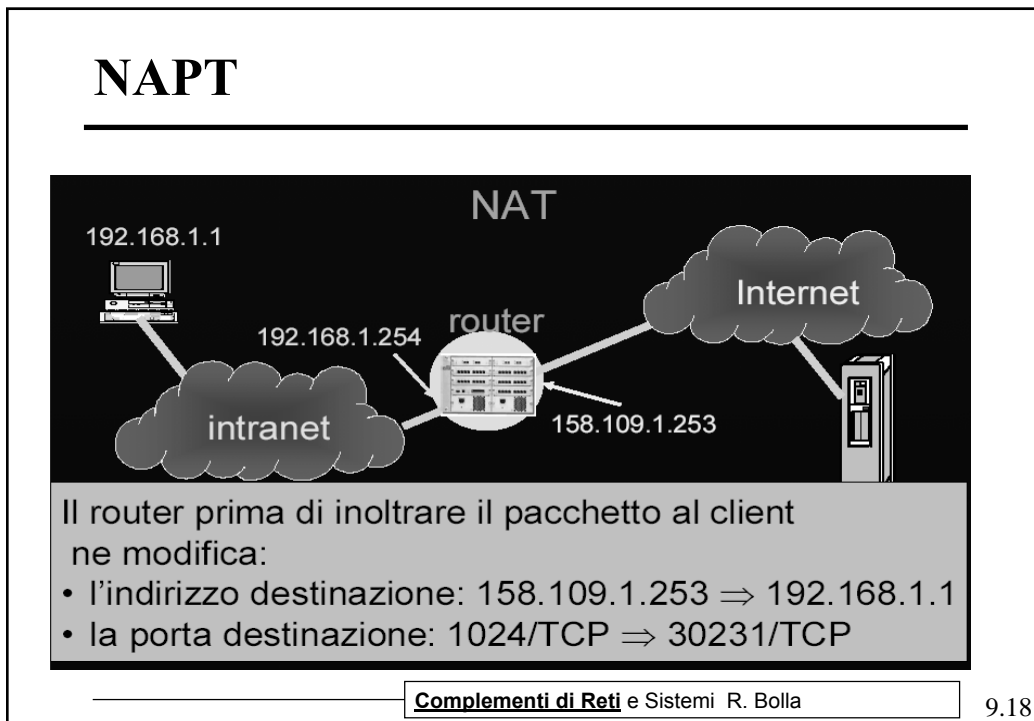 NAPT
NAT
192.168.1.1
Internet
router
192.168.1.254
intranet
158.109.1.253
Il router prima di inoltrare il pacchetto al client
ne modifica:
• l'indirizzo destinazione: 158.109.1.253 ⇒ 192.168.1.1
• la porta destinazione: 1024/TCP ⇒ 30231/TCP
Complementi di Reti e Sistemi R. Bolla
9.18